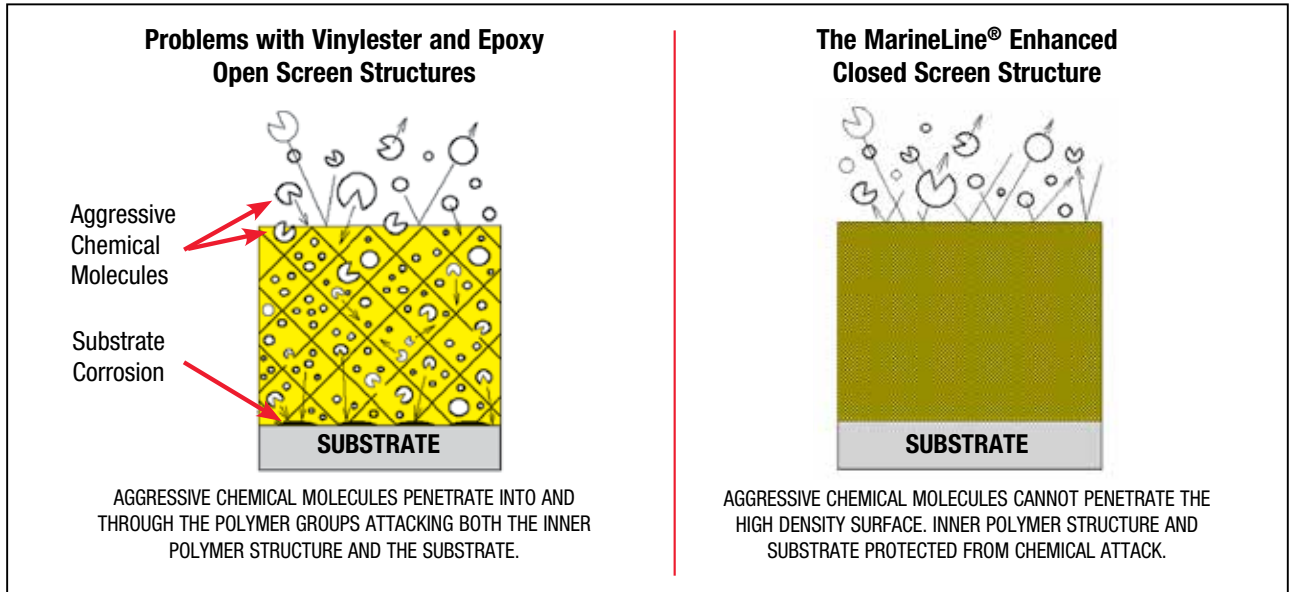 Problems with Vinylester and Epoxy
Open Screen Structures
Aggressive
Chemical
Molecules
Substrate
Corrosion
SUBSTRATE
AGGRESSIVE CHEMICAL MOLECULES PENETRATE INTO AND
THROUGH THE POLYMER GROUPS ATTACKING BOTH THE INNER
POLYMER STRUCTURE AND THE SUBSTRATE.
The MarineLine® Enhanced
Closed Screen Structure
SUBSTRATE
AGGRESSIVE CHEMICAL MOLECULES CANNOT PENETRATE THE
HIGH DENSITY SURFACE. INNER POLYMER STRUCTURE AND
SUBSTRATE PROTECTED FROM CHEMICAL ATTACK.